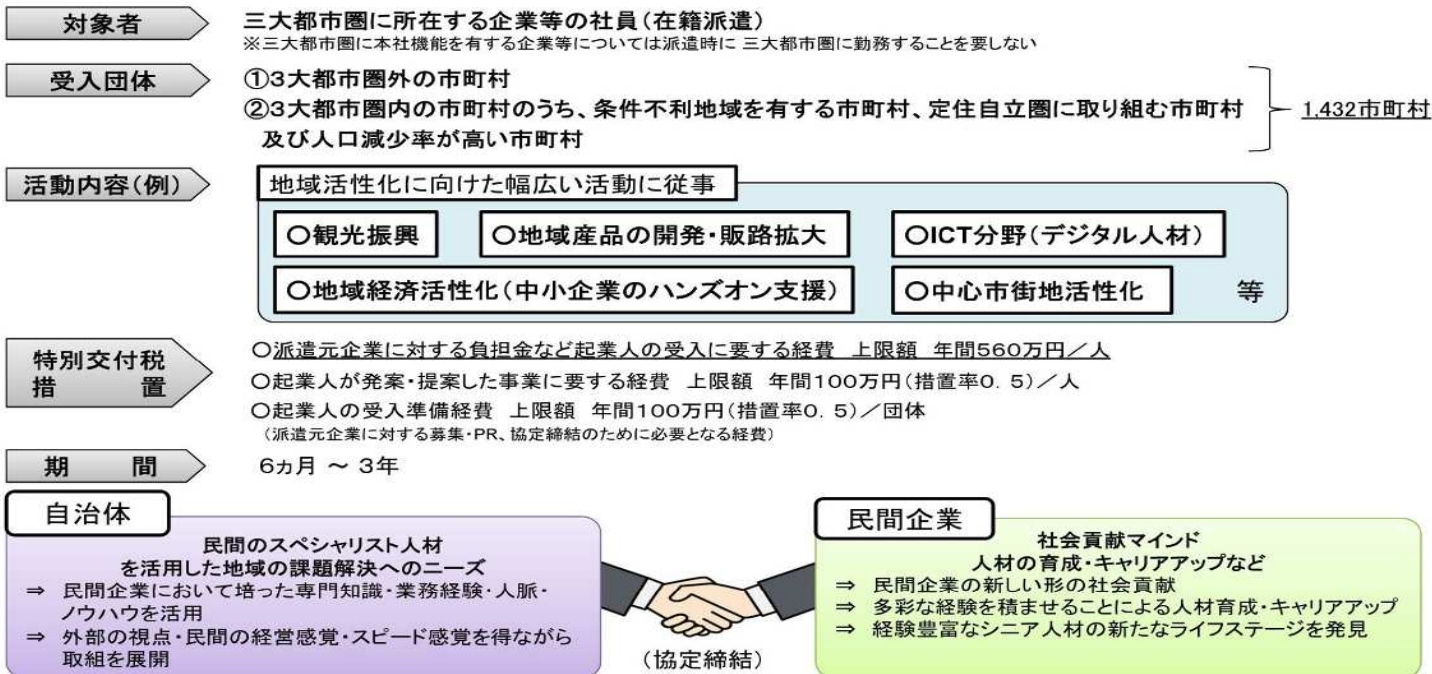 対象者
三大都市圏に所在する企業等の社員(在籍派遣)
※三大都市圏に本社機能を有する企業等については派遣時に 三大都市圏に勤務することを要しない
受入団体
①3大都市圏外の市町村
②3大都市圏内の市町村のうち、条件不利地域を有する市町村、定住自立圏に取り組む市町村
及び人口減少率が高い市町村
1,432市町村
活動内容(例)
地域活性化に向けた幅広い活動に従事
○観光振興
○地域産品の開発・販路拡大
○ICT分野(デジタル人材)
○地域経済活性化(中小企業のハンズオン支援)
○中心市街地活性化
等
特別交付税
措 置
○派遣元企業に対する負担金など起業人の受入に要する経費 上限額 年間560万円/人
○起業人が発案・提案した事業に要する経費 上限額 年間100万円(措置率0.5)/人
○起業人の受入準備経費 上限額 年間100万円(措置率0.5)/団体
(派遣元企業に対する募集・PR、協定締結のために必要となる経費)
期 間
6ヵ月 ~ 3年
自治体
民間のスペシャリスト人材
を活用した地域の課題解決へのニーズ
⇒ 民間企業において培った専門知識・業務経験・人脈・
ノウハウを活用
⇒ 外部の視点・民間の経営感覚・スピード感覚を得ながら
取組を展開
(協定締結)
民間企業
社会貢献マインド
人材の育成・キャリアアップなど
⇒ 民間企業の新しい形の社会貢献
⇒ 多彩な経験を積ませることによる人材育成・キャリアアップ
⇒ 経験豊富なシニア人材の新たなライフステージを発見